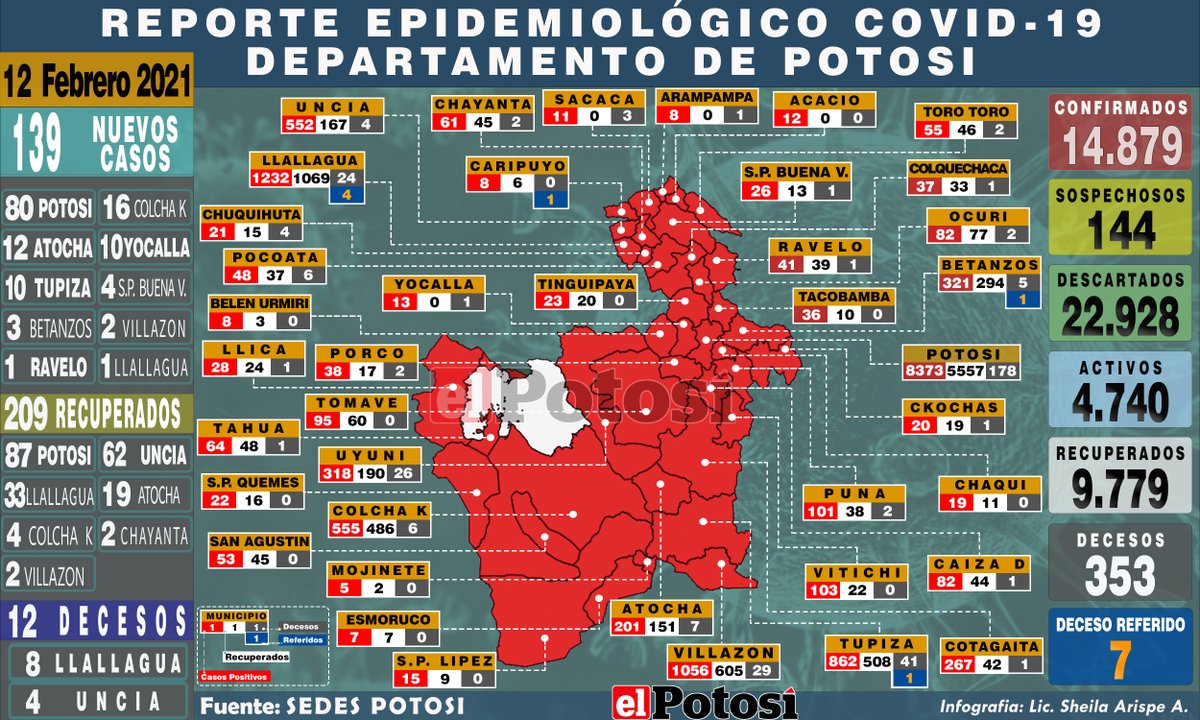 REPORTE EPIDEMIOLÓGICO COVID-19
DEPARTAMENTO DE POTOSI
12 Febrero 2021
139 NUEVOS CASOS
80 POTOSI
16 COLCHA K
12 ATOCHA
10 YOCALLA
10 TUPIZA
4 S.P. BUENA V.
3 BETANZOS
2 VILLAZON
1 RAVELO
1 LLALLAGUA
209 RECUPERADOS
87 POTOSI
62 UNCIA
33 LLALLAGUA
19 ATOCHA
4 COLCHA K
2 CHAYANTA
2 VILLAZON
12 DECESOS
8 LLALLAGUA
4 UNCIA
UNCIA
552 167 4
CHAYANTA
61 45 2
SACACA
11 0 3
ARAMPAMPA
8 0 1
ACACIO
12 0 0
TORO TORO
55 46 2
LLALLAGUA
1232 1069 24
4
CARIPUYO
8 6 0
1
S.P. BUENA V.
26 13 1
COLQUECHACA
37 33 1
CHUQUIHUTA
21 15 4
OCURI
82 77 2
POCOATA
48 37 6
RAVELO
41 39 1
YOCALLA
13 0 1
TINGUIPAYA
23 20 0
BETANZOS
321 294 5
1
BELEN URMIRI
8 3 0
TACOBAMBA
36 10 0
LLICA
28 24 1
PORCO
38 17 2
POTOSI
8373 5557 178
el Potosí
TOMAVE
95 60 0
CKOCHAS
20 19 1
TAHUA
64 48 1
UYUNI
318 190 26
S.P. QUEMES
22 16 0
PUNA
101 38 2
CHAQUI
19 11 0
COLCHA K
555 486 6
SAN AGUSTIN
53 45 0
MOJINETE
5 2 0
VITICHI
103 22 0
CAIZA D
82 44 1
ESMORUCO
7 7 0
ATOCHA
201 151 7
S.P. LIPEZ
15 9 0
VILLAZON
1056 605 29
TUPIZA
862 508 41
1
COTAGAITA
267 42 1
MUNICIPIO
1 1 1 Decesos
1 Referidos
Recuperados
Casos Positivos
CONFIRMADOS
14.879
SOSPECHOSOS
144
DESCARTADOS
22.928
ACTIVOS
4.740
RECUPERADOS
9.779
DECESOS
353
DECESO REFERIDO
7
Fuente: SEDES POTOSI
el Potosí
Infografia: Lic. Sheila Arispe A.